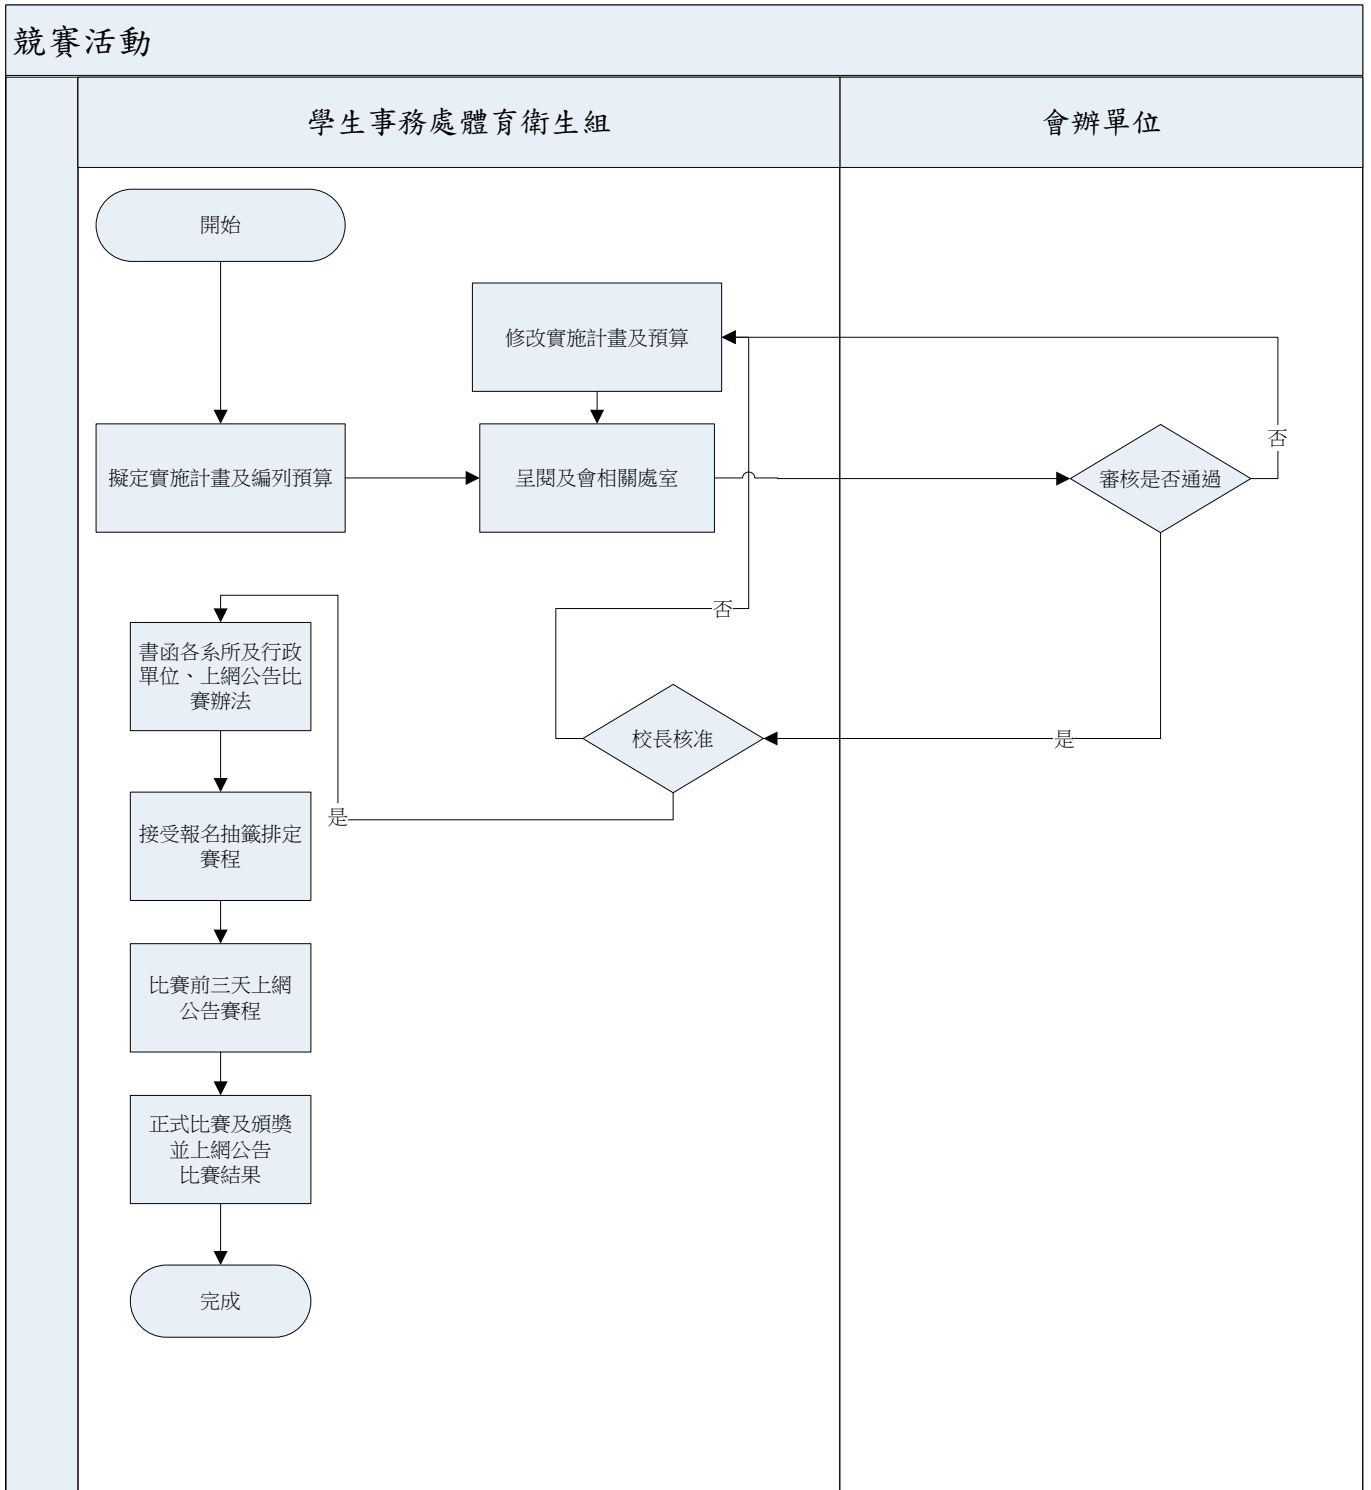 競賽活動
學生事務處體育衛生組
會辦單位
開始
修改實施計畫及預算
擬定實施計畫及編列預算
呈閱及會相關處室
審核是否通過
否
書函各系所及行政
單位、上網公告比
賽辦法
否
校長核准
是
接受報名抽籤排定
賽程
是
比賽前三天上網
公告賽程
正式比賽及頒獎
並上網公告
比賽結果
完成